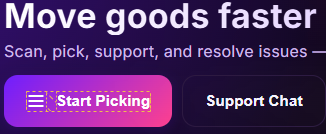 Move goods faster
Scan, pick, support, and resolve issues —
Start Picking
Support Chat